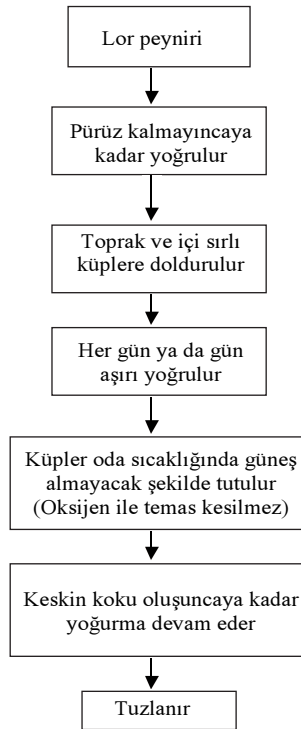 Lor peyniri
Pürüz kalmayıncaya
kadar yoğrulur
Toprak ve içi sırlı
küplere doldurulur
Her gün ya da gün
aşırı yoğrulur
Küpler oda sıcaklığında güneş
almayacak şekilde tutulur
(Oksijen ile temas kesilmez)
Keskin koku oluşuncaya kadar
yoğurma devam eder
Tuzlanır